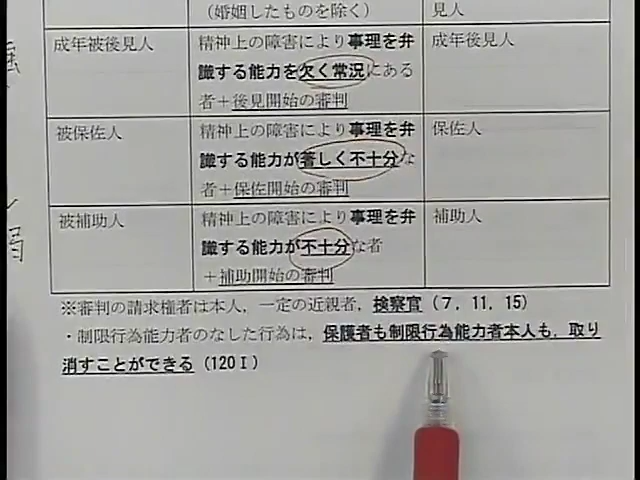 （婚姻したものを除く）
見人
成年被後見人
精神上の障害により事理を弁
識する能力を欠く常況にある
者＋後見開始の審判
成年後見人
被保佐人
精神上の障害により事理を弁
識する能力が著しく不十分な
者＋保佐開始の審判
保佐人
被補助人
精神上の障害により事理を弁
識する能力が不十分な者
＋補助開始の審判
補助人
※審判の請求権者は本人，一定の近親者，検察官（７，11，15）
・制限行為能力者のなした行為は，保護者も制限行為能力者本人も，取り
消すことができる（120Ⅰ）